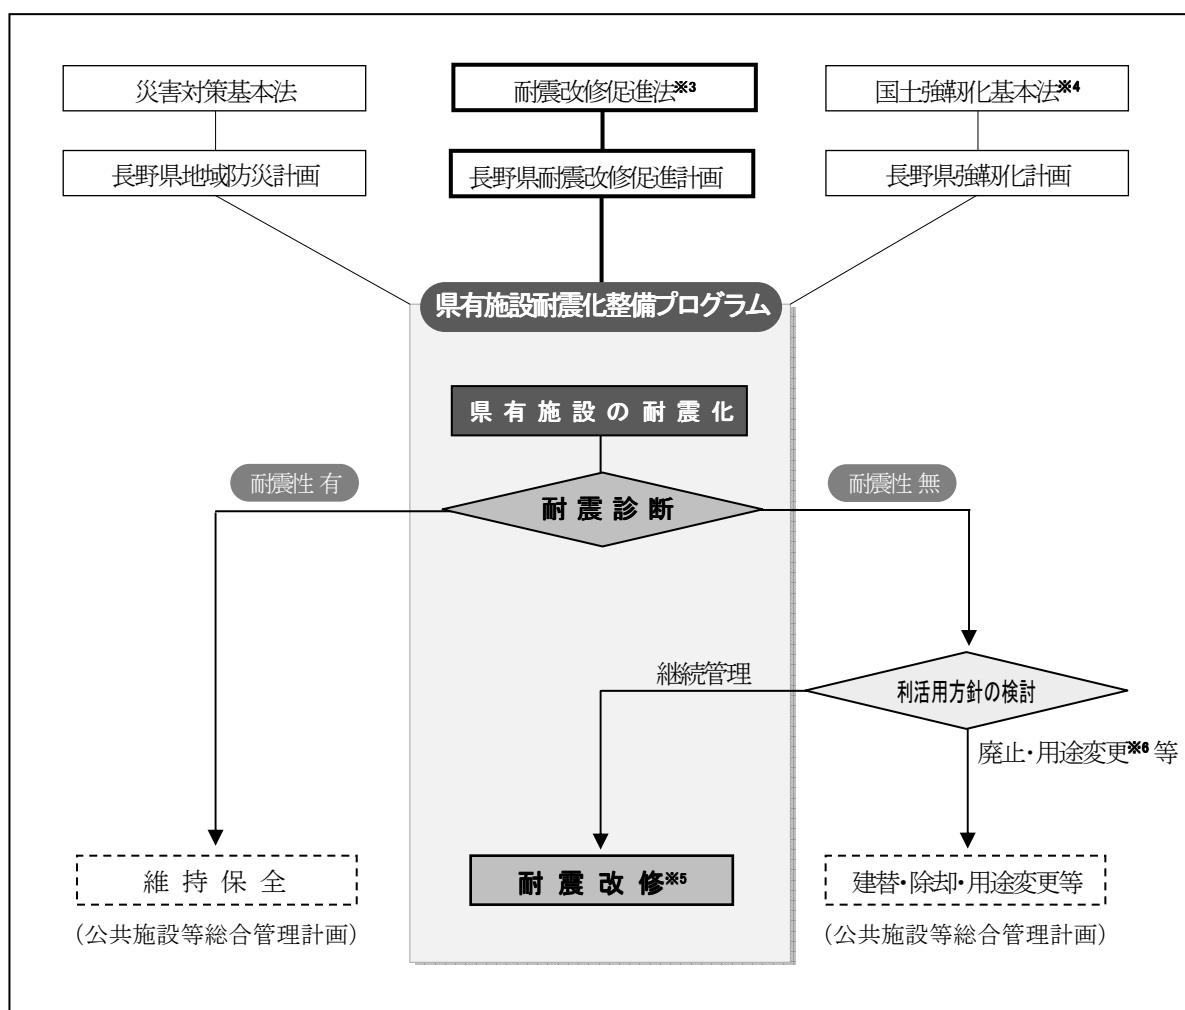 災害対策基本法
耐震改修促進法※3
国土強靱化基本法※4
長野県地域防災計画
長野県耐震改修促進計画
長野県強靱化計画
県有施設耐震化整備プログラム
県有施設の耐震化
耐震性 有
耐震診断
耐震性 無
継続管理
利活用方針の検討
廃止・用途変更※6 等
維持保全
耐震改修※5
建替・除却・用途変更等
（公共施設等総合管理計画）
（公共施設等総合管理計画）